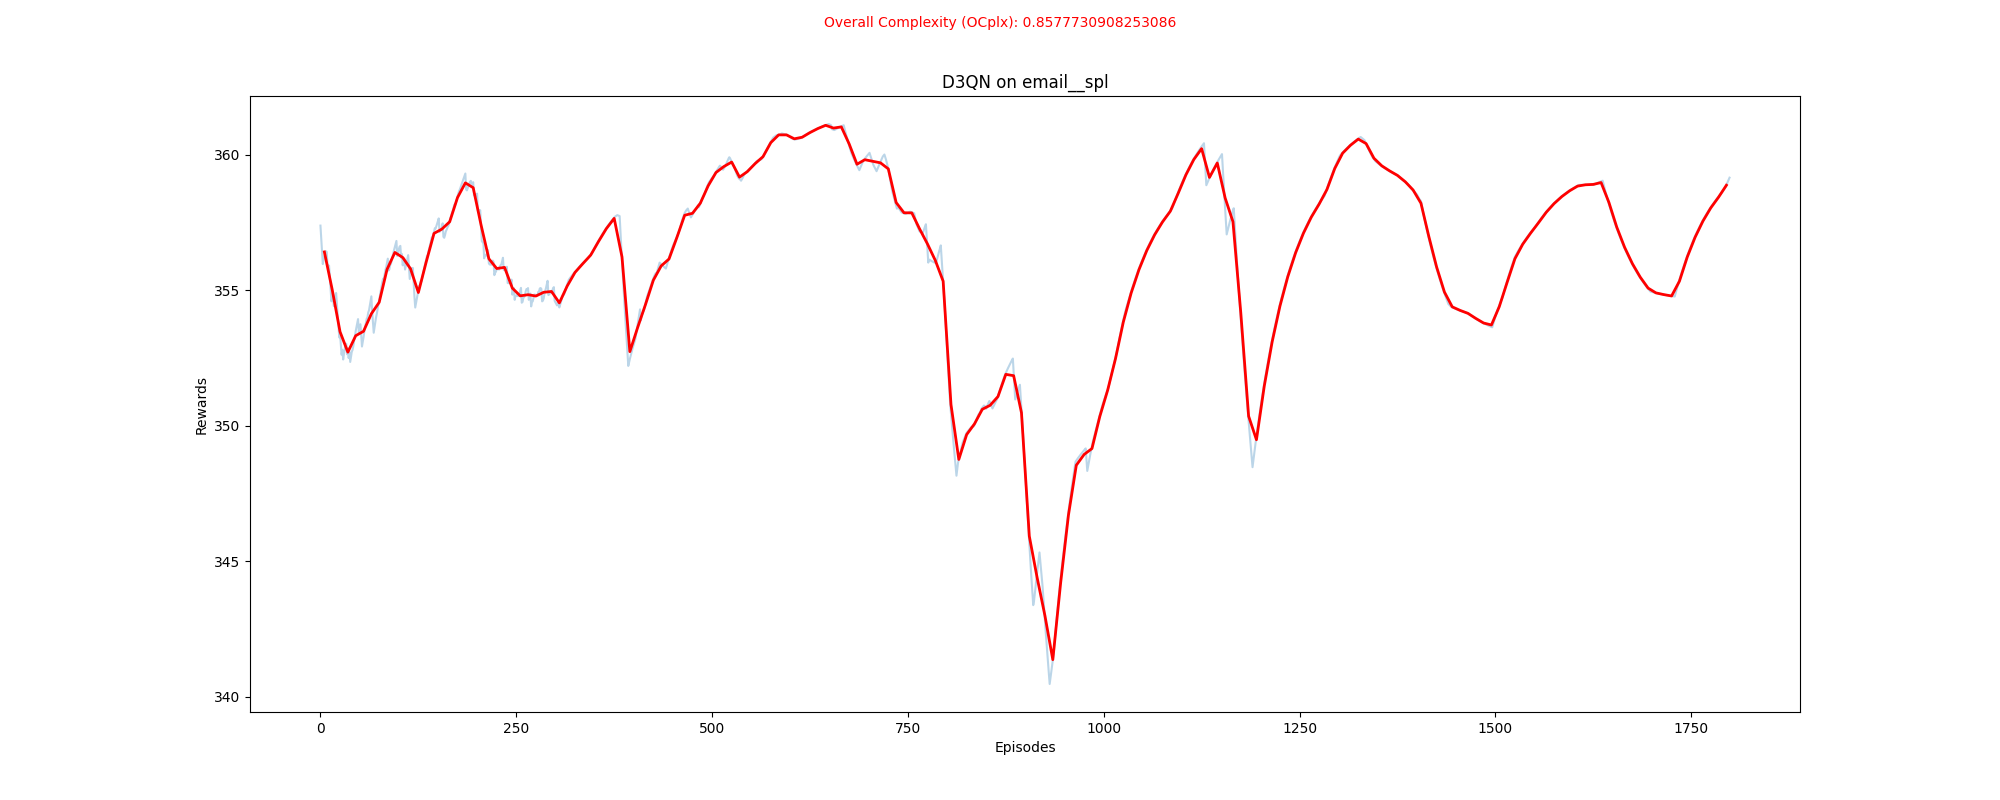 Overall Complexity (OCplx): 0.8577730908253086
D3QN on email__spl
Rewards
360
355
350
345
340
0 250 500 750 1000 1250 1500 1750
Episodes